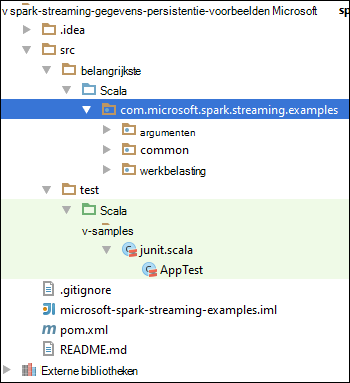 v spark-streaming-gegevens-persistentie-voorbeelden Microsoft sp
.idea
src
belangrijkste
Scala
com.microsoft.spark.streaming.examples
argumenten
common
werkbelasting
test
Scala
v-samples
junit.scala
AppTest
.gitignore
microsoft-spark-streaming-examples.iml
pom.xml
README.md
Externe bibliotheken